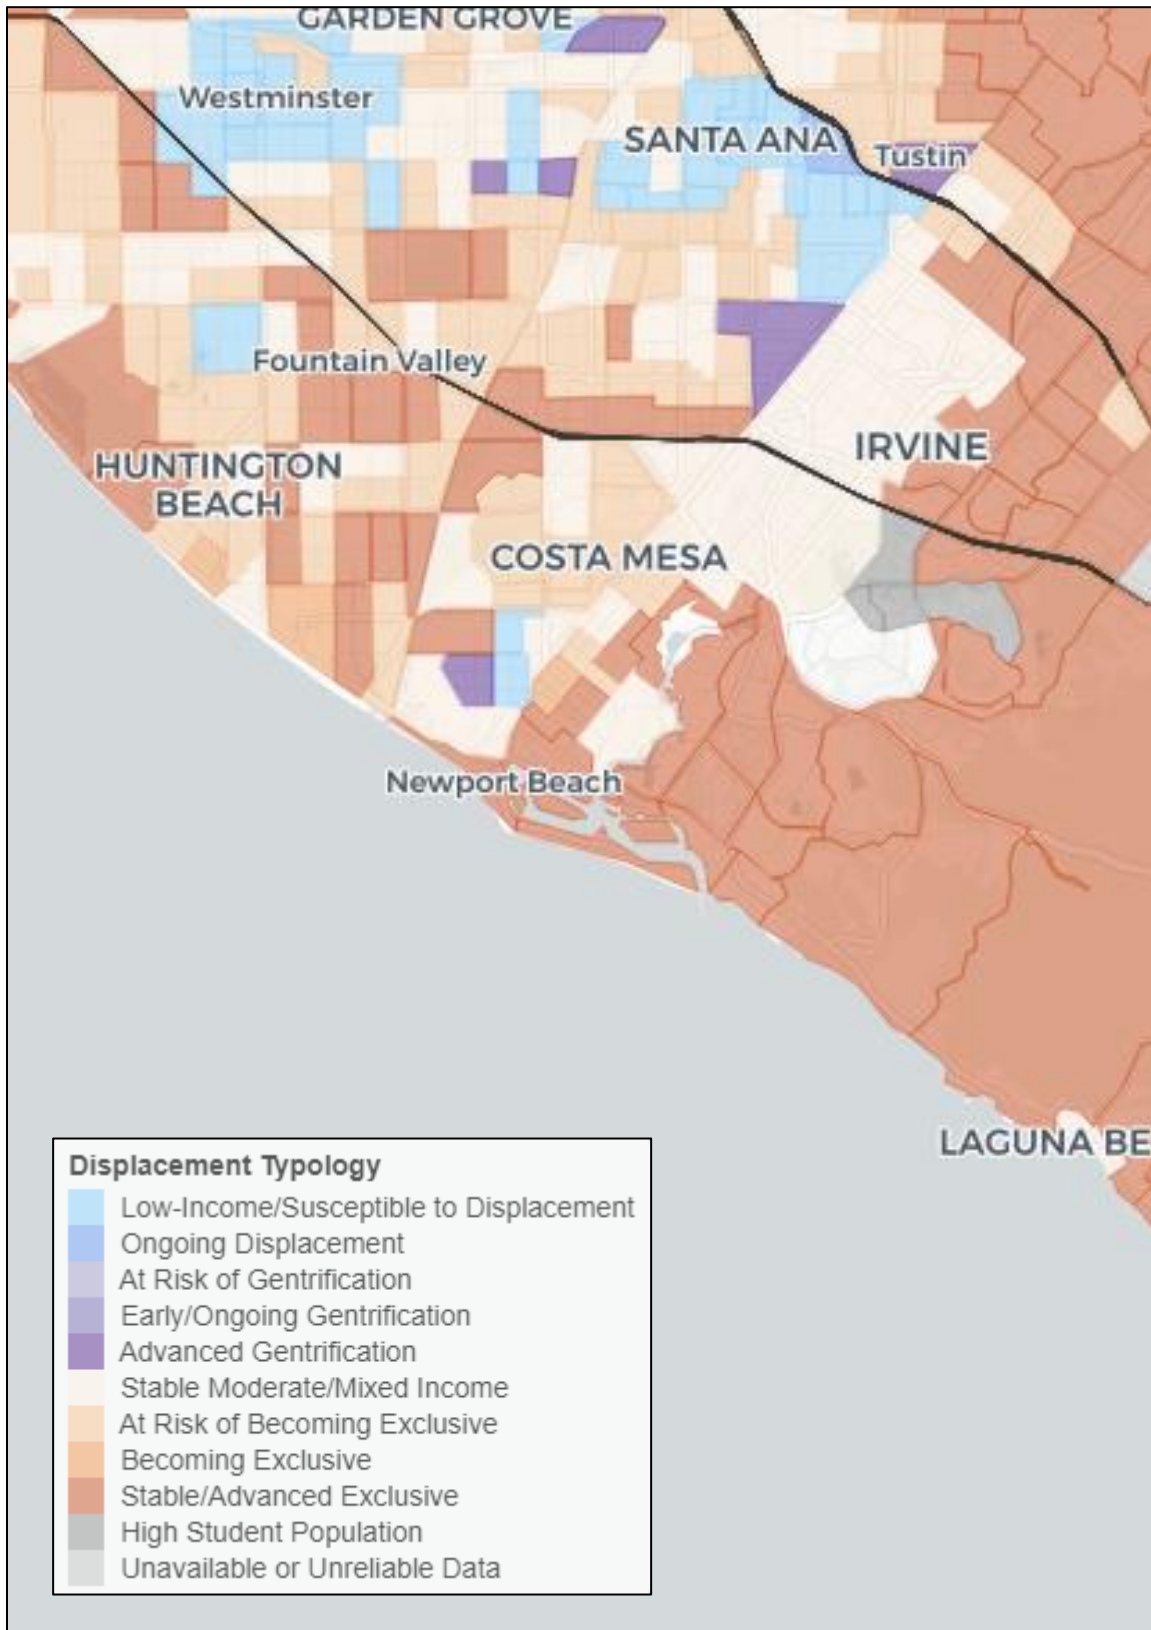 GARDEN GROVE
Westminster
SANTA ANA
Tustin
Fountain Valley
IRVINE
HUNTINGTON
BEACH
COSTA MESA
Newport Beach
LAGUNA BE
Displacement Typology
Low-Income/Susceptible to Displacement
Ongoing Displacement
At Risk of Gentrification
Early/Ongoing Gentrification
Advanced Gentrification
Stable Moderate/Mixed Income
At Risk of Becoming Exclusive
Becoming Exclusive
Stable/Advanced Exclusive
High Student Population
Unavailable or Unreliable Data